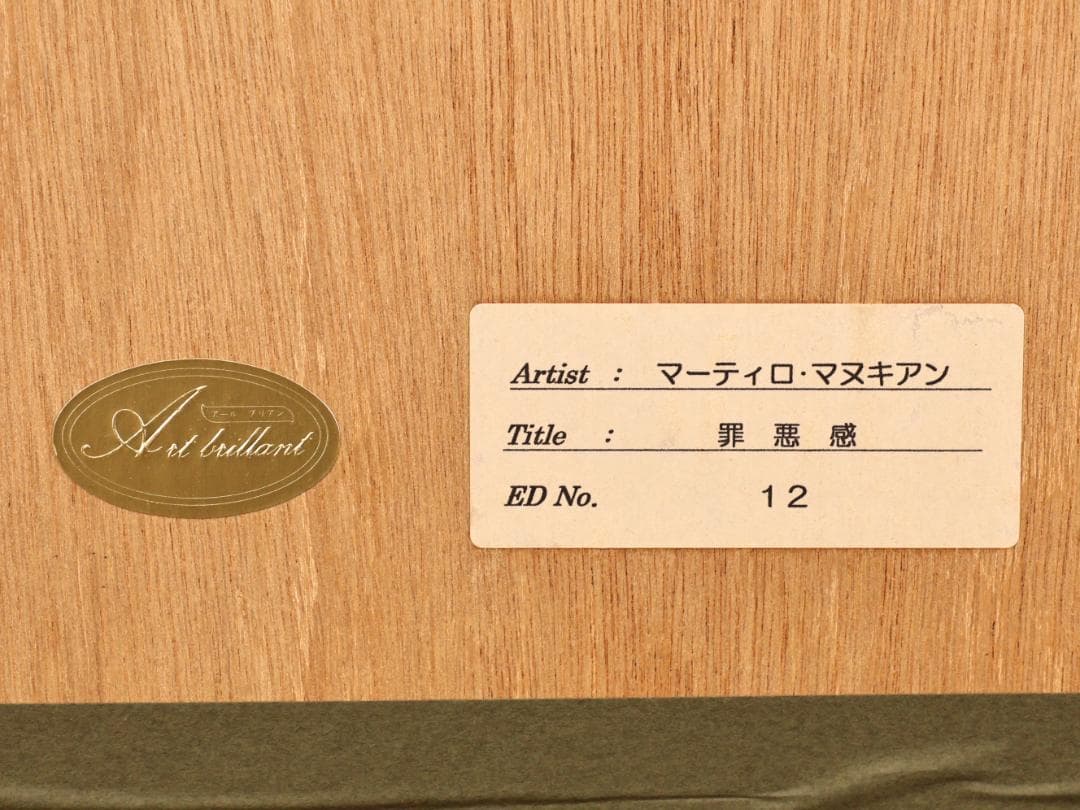 アール ブリアン
Art brillant
Artist : マーティロ・マヌキアン
Title : 罪悪感
ED No. 12